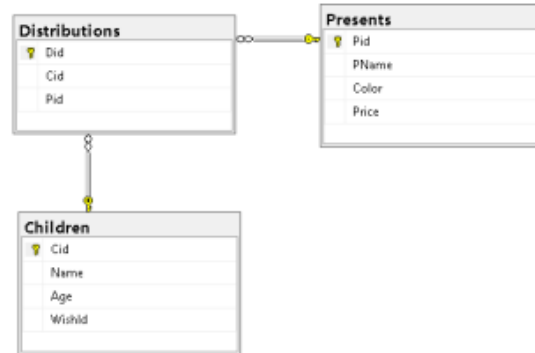 Distributions
Did
Cid
Pid
Presents
Pid
PName
Color
Price
Children
Cid
Name
Age
WishId